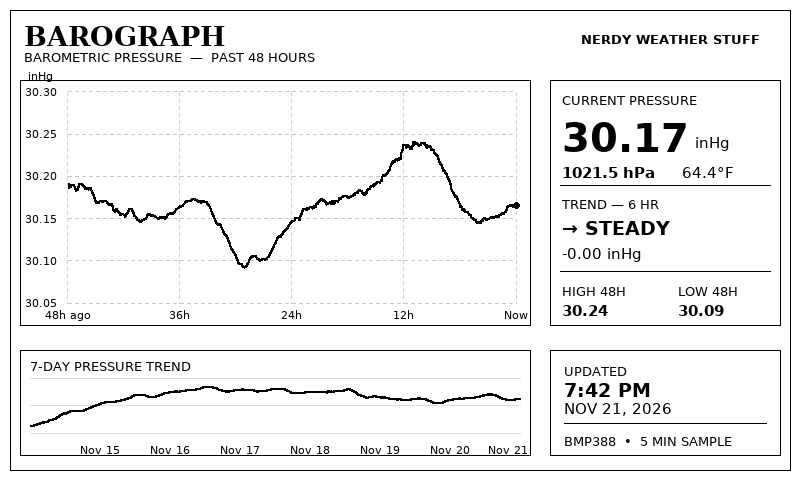 BAROGRAPH
BAROMETRIC PRESSURE — PAST 48 HOURS
NERDY WEATHER STUFF
inHg
30.30
30.25
30.20
30.15
30.10
30.05
48h ago 36h 24h 12h Now
CURRENT PRESSURE
30.17 inHg
1021.5 hPa 64.4°F
TREND — 6 HR
→ STEADY
-0.00 inHg
HIGH 48H LOW 48H
30.24 30.09
7-DAY PRESSURE TREND
Nov 15 Nov 16 Nov 17 Nov 18 Nov 19 Nov 20 Nov 21
UPDATED
7:42 PM
NOV 21, 2026
BMP388 • 5 MIN SAMPLE